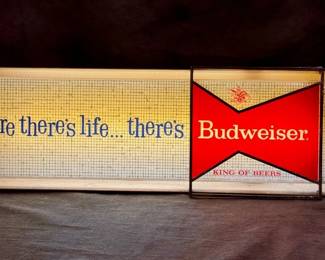 re there's life... there's
Budweiser.
KING OF BEERS